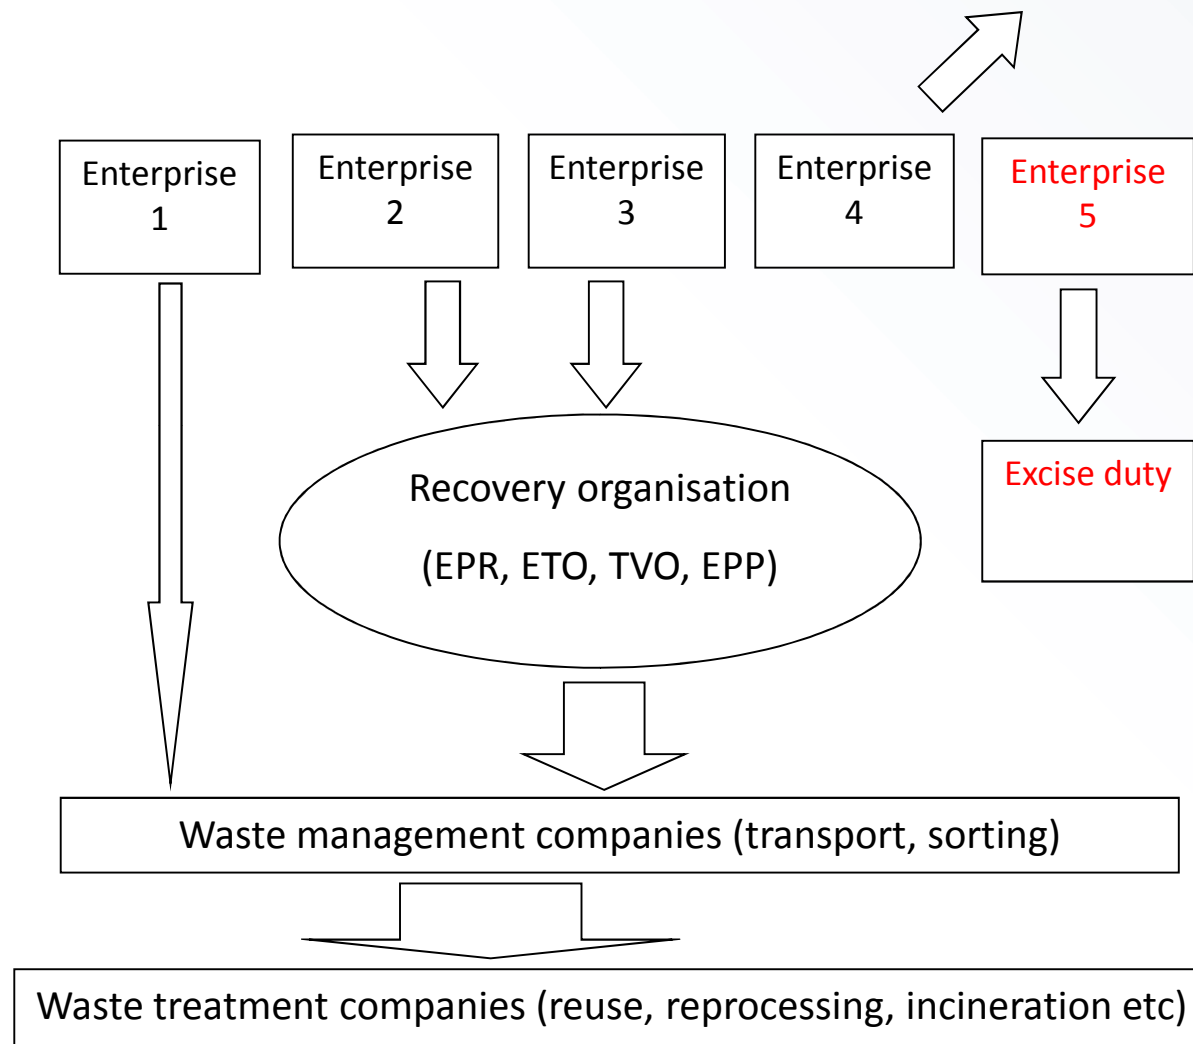 Enterprise
1
Enterprise
2
Enterprise
3
Enterprise
4
Enterprise
5
Recovery organisation
(EPR, ETO, TVO, EPP)
Excise duty
Waste management companies (transport, sorting)
Waste treatment companies (reuse, reprocessing, incineration etc)